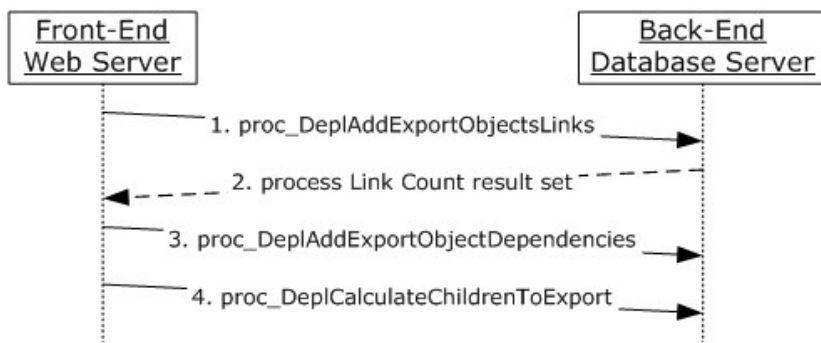 Front-End
Web Server
Back-End
Database Server
1. proc_DeplAddExportObjectsLinks
2. process Link Count result set
3. proc_DeplAddExportObjectDependencies
4. proc_DeplCalculateChildrenToExport